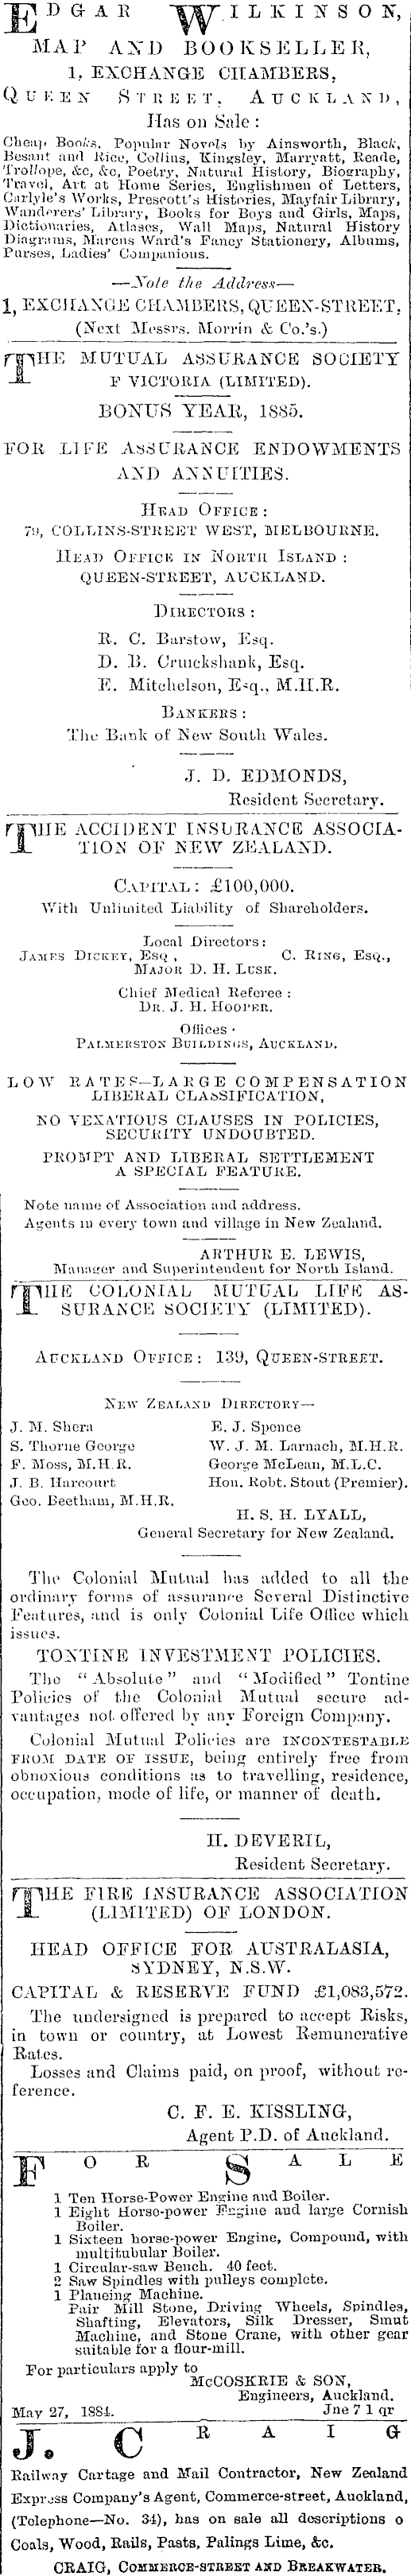 EDGAR WILKINSON,
MAP AND BOOKSELLER,
1, EXCHANGE CHAMBERS,
QUEEN STREET, AUCKLAND,
Has on Sale :
Cheap Books, Popular Novels by Ainsworth, Black,
Besant and Rice, Collins, Kingsley, Marryatt, Reade,
Trollope, &c, &c, Poetry, Natural History, Biography,
Travel, Art at Home Series, Englishmen of Letters,
Carlyle's Works, Prescott's Histories, Mayfair Library,
Wanderers' Library, Books for Boys and Girls, Maps,
Dictionaries, Atlases, Wall Maps, Natural History
Diagrams, Marcus Ward's Fancy Stationery, Albums,
Purses, Ladies' Companions.
—Note the Address—
1, EXCHANGE CHAMBERS, QUEEN-STREET,
(Next Messrs. Morrin & Co.'s.)
THE MUTUAL ASSURANCE SOCIETY
F VICTORIA (LIMITED).
BONUS YEAR, 1885.
FOR LIFE ASSURANCE ENDOWMENTS
AND ANNUITIES.
HEAD OFFICE :
79, COLLINS-STREET WEST, MELBOURNE.
HEAD OFFICE IN NORTH ISLAND :
QUEEN-STREET, AUCKLAND.
DIRECTORS :
R. C. Barstow, Esq.
D. B. Cruickshank, Esq.
E. Mitchelson, Esq., M.H.R.
BANKERS :
The Bank of New South Wales.
J. D. EDMONDS,
Resident Secretary.
THE ACCIDENT INSURANCE ASSOCIA-
TION OF NEW ZEALAND.
CAPITAL : £100,000.
With Unlimited Liability of Shareholders.
Local Directors :
JAMES DICKEY, ESQ , C. RING, ESQ.,
MAJOR D. H. LUSK.
Chief Medical Referee :
DR. J. H. HOOPER.
Offices ·
PALMERSTON BUILDINGS, AUCKLAND.
LOW RATES—LARGE COMPENSATION
LIBERAL CLASSIFICATION,
NO VEXATIOUS CLAUSES IN POLICIES,
SECURITY UNDOUBTED.
PROMPT AND LIBERAL SETTLEMENT
A SPECIAL FEATURE.
Note name of Association and address.
Agents in every town and village in New Zealand.
ARTHUR E. LEWIS,
Manager and Superintendent for North Island.
THE COLONIAL MUTUAL LIFE AS-
SURANCE SOCIETY (LIMITED).
AUCKLAND OFFICE : 139, QUEEN-STREET.
NEW ZEALAND DIRECTORY—
J. M. Shera E. J. Spence
S. Thorne George W. J. M. Larnach, M.H.R.
F. Moss, M.H.R. George McLean, M.L.C.
J. B. Harcourt Hon. Robt. Stout (Premier).
Geo. Beetham, M.H.R.
H. S. H. LYALL,
General Secretary for New Zealand.
The Colonial Mutual has added to all the
ordinary forms of assurance Several Distinctive
Features, and is only Colonial Life Office which
issues.
TONTINE INVESTMENT POLICIES.
The "Absolute" and "Modified" Tontine
Policies of the Colonial Mutual secure ad-
vantages not offered by any Foreign Company.
Colonial Mutual Policies are INCONTESTABLE
FROM DATE OF ISSUE, being entirely free from
obnoxious conditions as to travelling, residence,
occupation, mode of life, or manner of death.
H. DEVERIL,
Resident Secretary.
THE FIRE INSURANCE ASSOCIATION
(LIMITED) OF LONDON.
HEAD OFFICE FOR AUSTRALASIA,
SYDNEY, N.S.W.
CAPITAL & RESERVE FUND £1,083,572.
The undersigned is prepared to accept Risks,
in town or country, at Lowest Remunerative
Rates.
Losses and Claims paid, on proof, without re-
ference.
C. F. E. KISSLING,
Agent P.D. of Auckland.
FOR SALE
1 Ten Horse-Power Engine and Boiler.
1 Eight Horse-power Engine and large Cornish
Boiler.
1 Sixteen horse-power Engine, Compound, with
multitubular Boiler.
1 Circular-saw Bench. 40 feet.
2 Saw Spindles with pulleys complete.
1 Planeing Machine.
Pair Mill Stone, Driving Wheels, Spindles,
Shafting, Elevators, Silk Dresser, Smut
Machine, and Stone Crane, with other gear
suitable for a flour-mill.
For particulars apply to
McCOSKRIE & SON,
Engineers, Auckland.
May 27, 1884. Jne 7 1 qr
J. CRAIG
Railway Cartage and Mail Contractor, New Zealand
Express Company's Agent, Commerce-street, Auckland,
(Telephone—No. 34), has on sale all descriptions o
Coals, Wood, Rails, Pasts, Palings Lime, &c.
CRAIG, COMMERCE-STREET AND BREAKWATER.